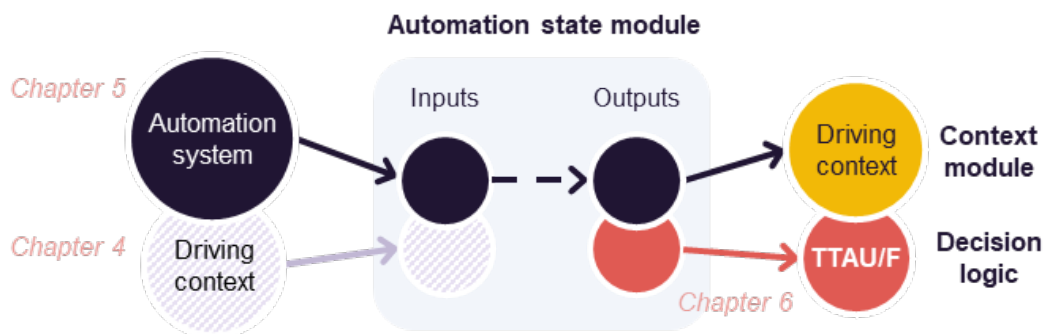 Automation state module
Chapter 5
Inputs
Outputs
Automation
system
Driving
context
Context
module
Chapter 4
Driving
context
TTAU/F
Decision
logic
Chapter 6